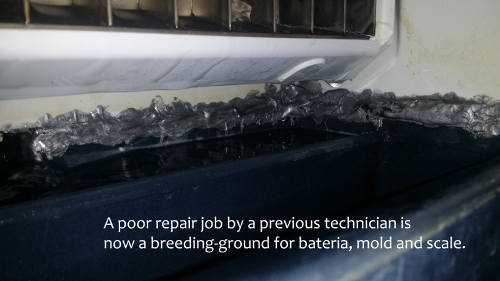 A poor repair job by a previous technician is
now a breeding-ground for bateria, mold and scale.